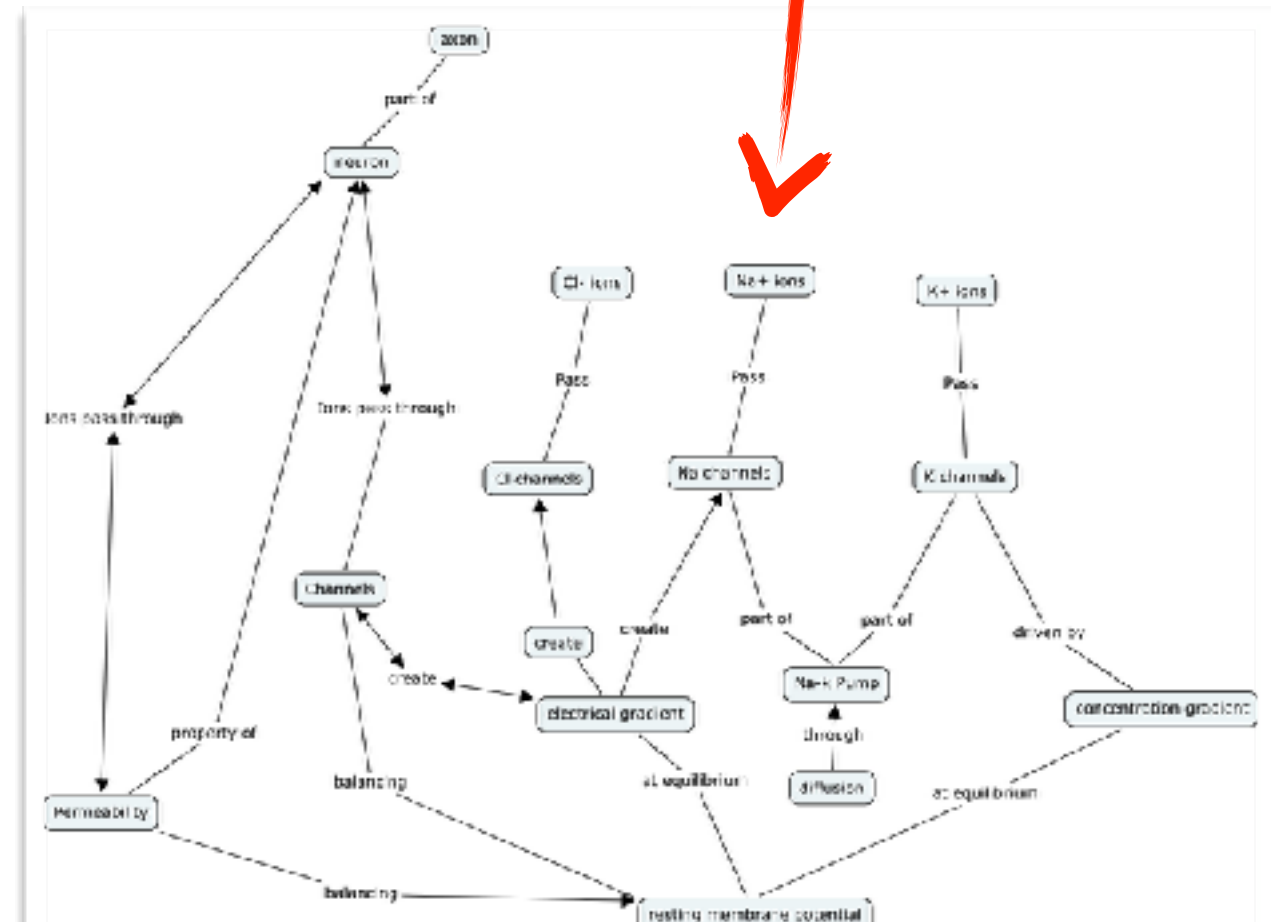 axon
part of
neuron
Cl- ions
Na+ ions
K+ ions
Pass
Pass
Pass
Ions pass through
Ions pass through
Cl-channels
Na channels
K channels
Channels
create
create
part of
part of
driven by
create
Na-k Pump
electrical gradient
concentration gradient
property of
through
balancing
at equilibrium
diffusion
at equilibrium
Permeability
balancing
resting membrane potential